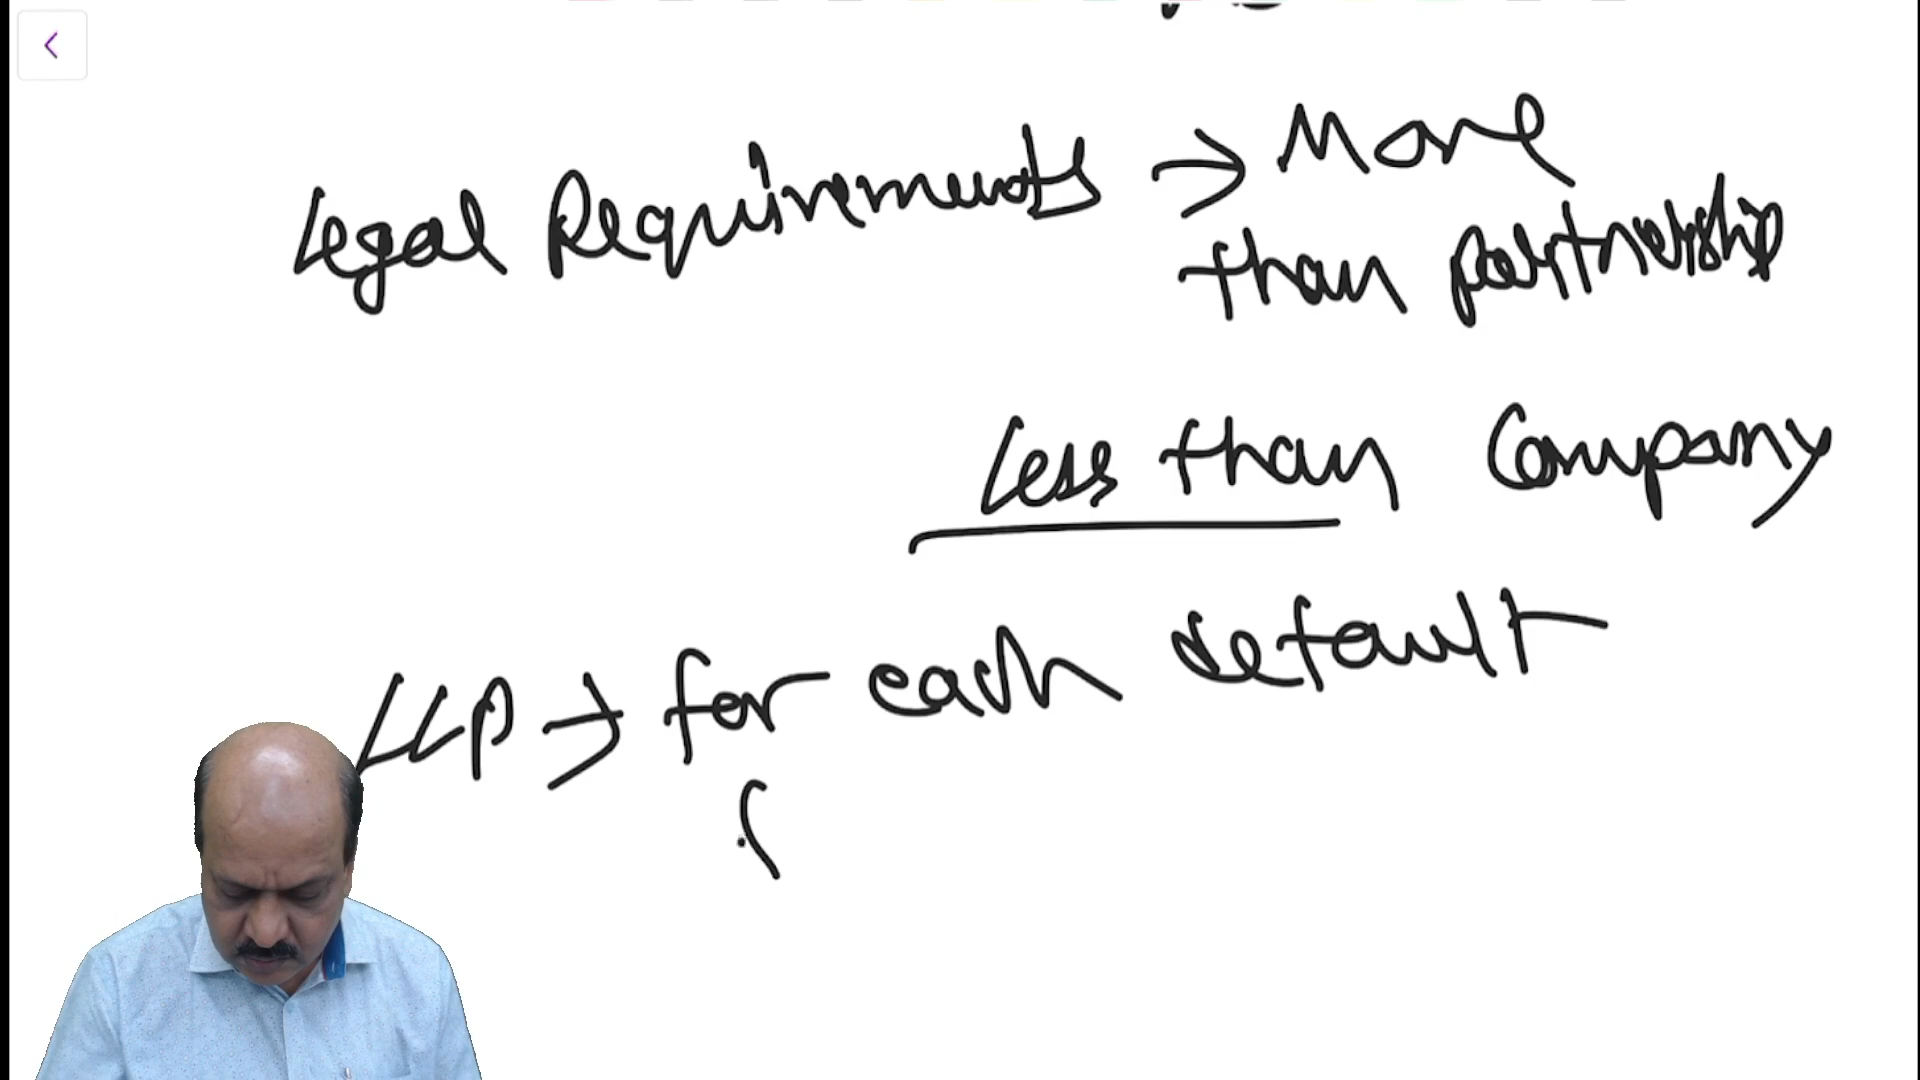 Legal Requirements → More
than partnership
Less than Company
LLP → for each default